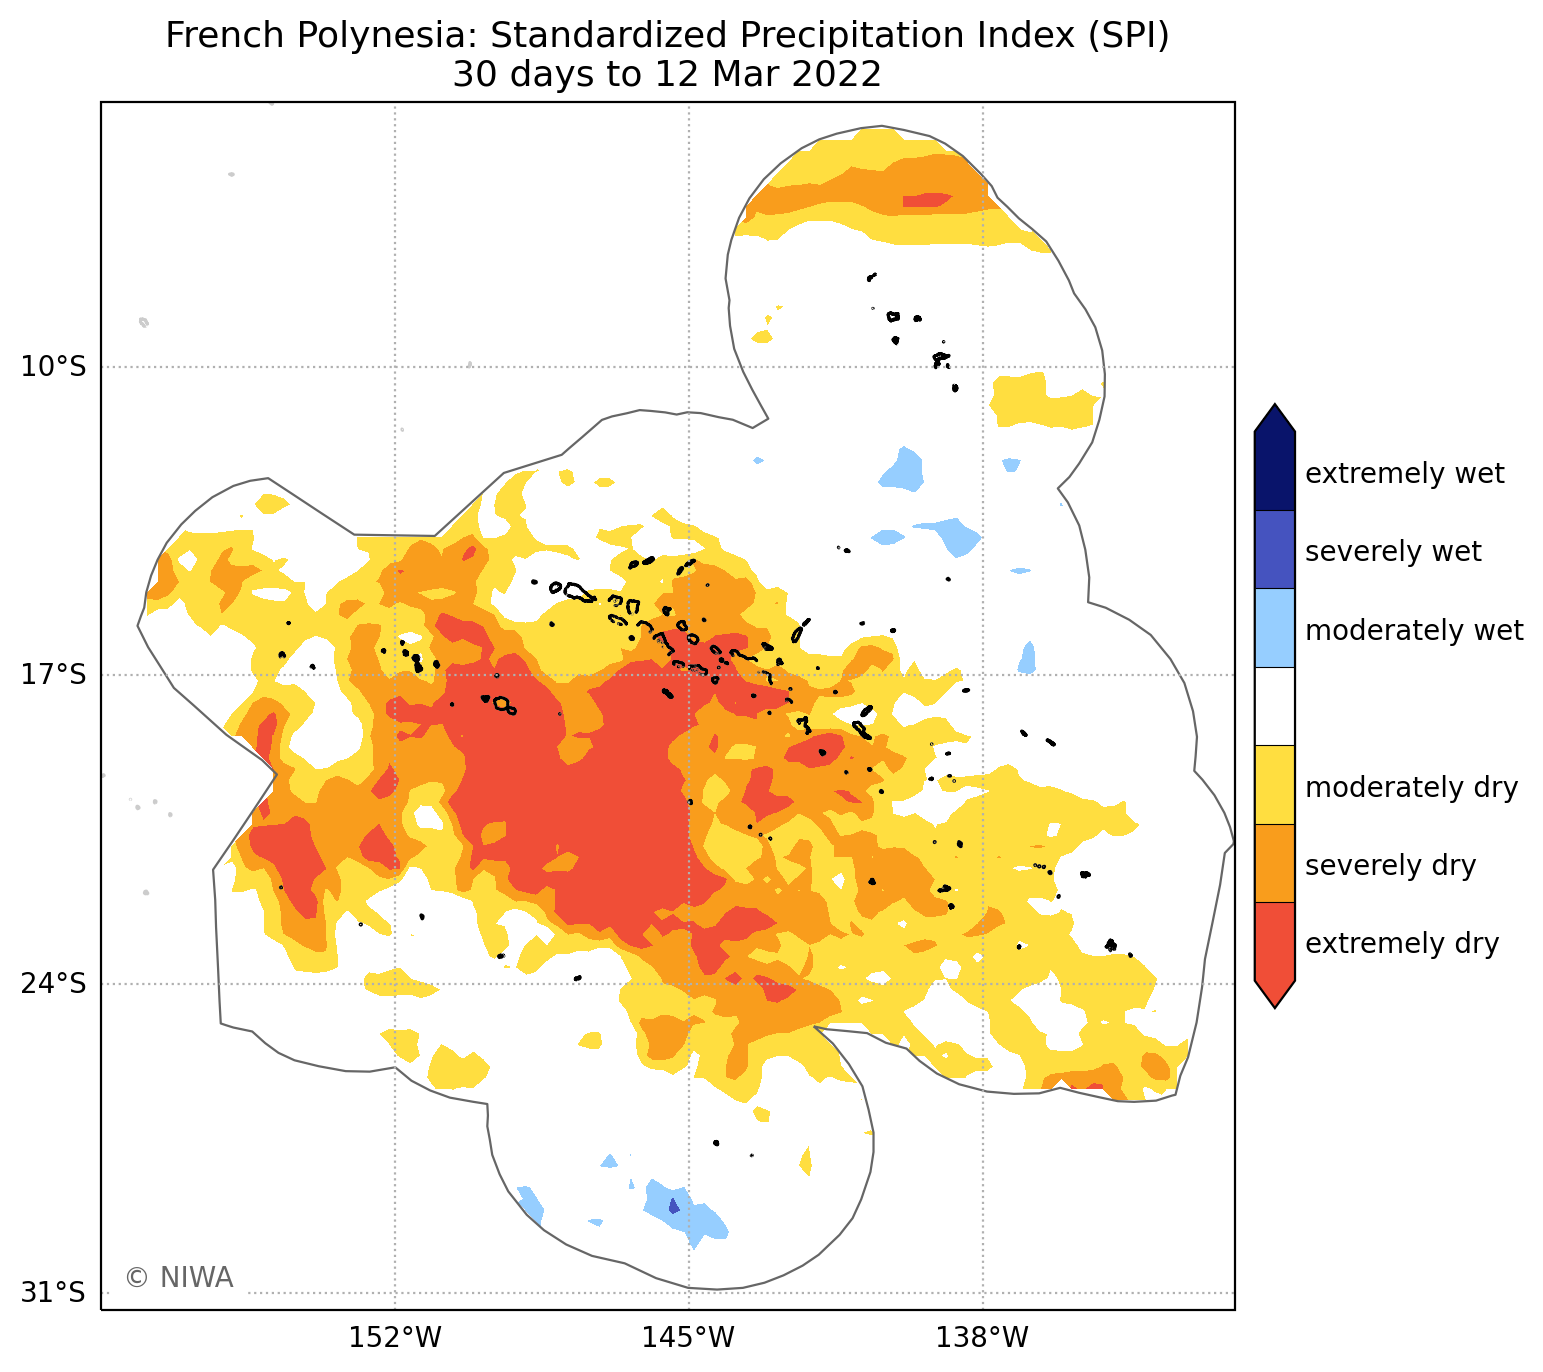 French Polynesia: Standardized Precipitation Index (SPI)
30 days to 12 Mar 2022
10°S
17°S
24°S
31°S
152°W
145°W
138°W
extremely wet
severely wet
moderately wet
moderately dry
severely dry
extremely dry
© NIWA